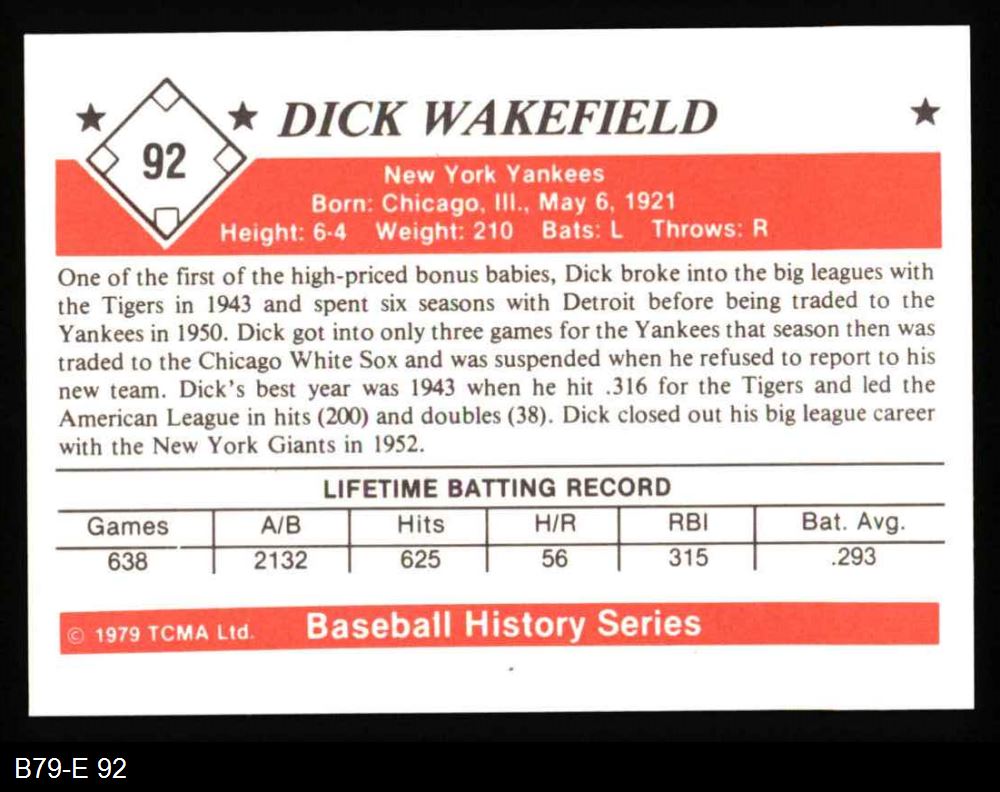 92
DICK WAKEFIELD
New York Yankees
Born: Chicago, Ill., May 6, 1921
Height: 6-4 Weight: 210 Bats: L Throws: R
One of the first of the high-priced bonus babies, Dick broke into the big leagues with
the Tigers in 1943 and spent six seasons with Detroit before being traded to the
Yankees in 1950. Dick got into only three games for the Yankees that season then was
traded to the Chicago White Sox and was suspended when he refused to report to his
new team. Dick's best year was 1943 when he hit .316 for the Tigers and led the
American League in hits (200) and doubles (38). Dick closed out his big league career
with the New York Giants in 1952.
LIFETIME BATTING RECORD
Games A/B Hits H/R RBI Bat. Avg.
638 2132 625 56 315 .293
© 1979 TCMA Ltd. Baseball History Series
B79-E 92